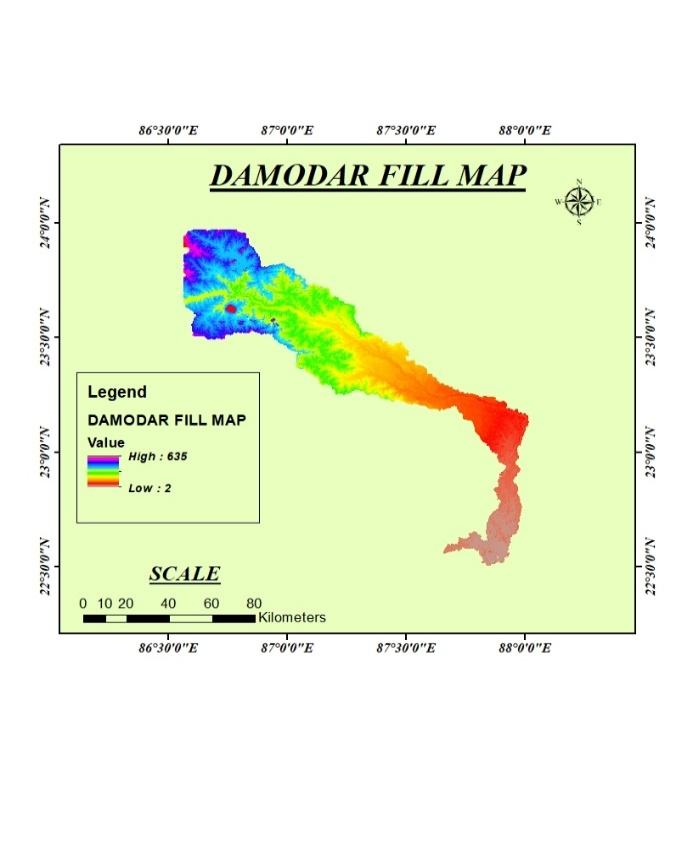 86°30'0"E 87°0'0"E 87°30'0"E 88°0'0"E
DAMODAR FILL MAP
N
W E
S
24°0'0"N 24°0'0"N
23°30'0"N 23°30'0"N
Legend
DAMODAR FILL MAP
Value
High : 635
Low : 2
23°0'0"N 23°0'0"N
22°30'0"N 22°30'0"N
SCALE
0 10 20 40 60 80
Kilometers
86°30'0"E 87°0'0"E 87°30'0"E 88°0'0"E